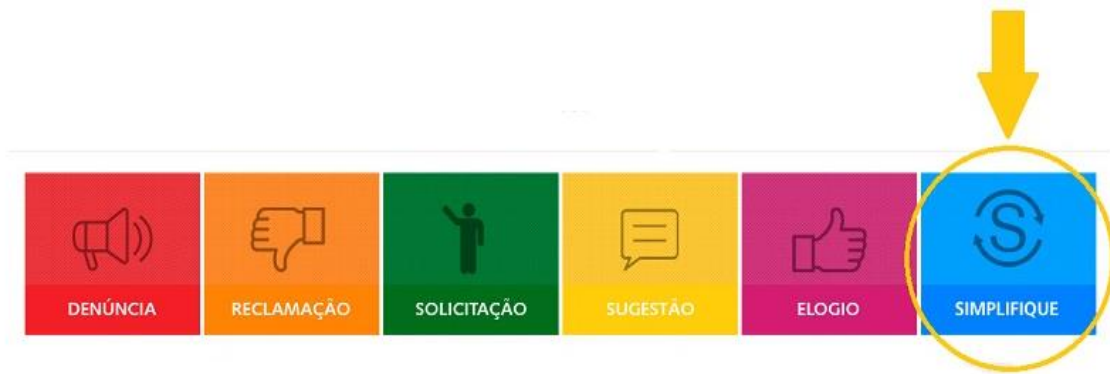 S
DENÚNCIA
RECLAMAÇÃO
SOLICITAÇÃO
SUGESTÃO
ELOGIO
SIMPLIFIQUE